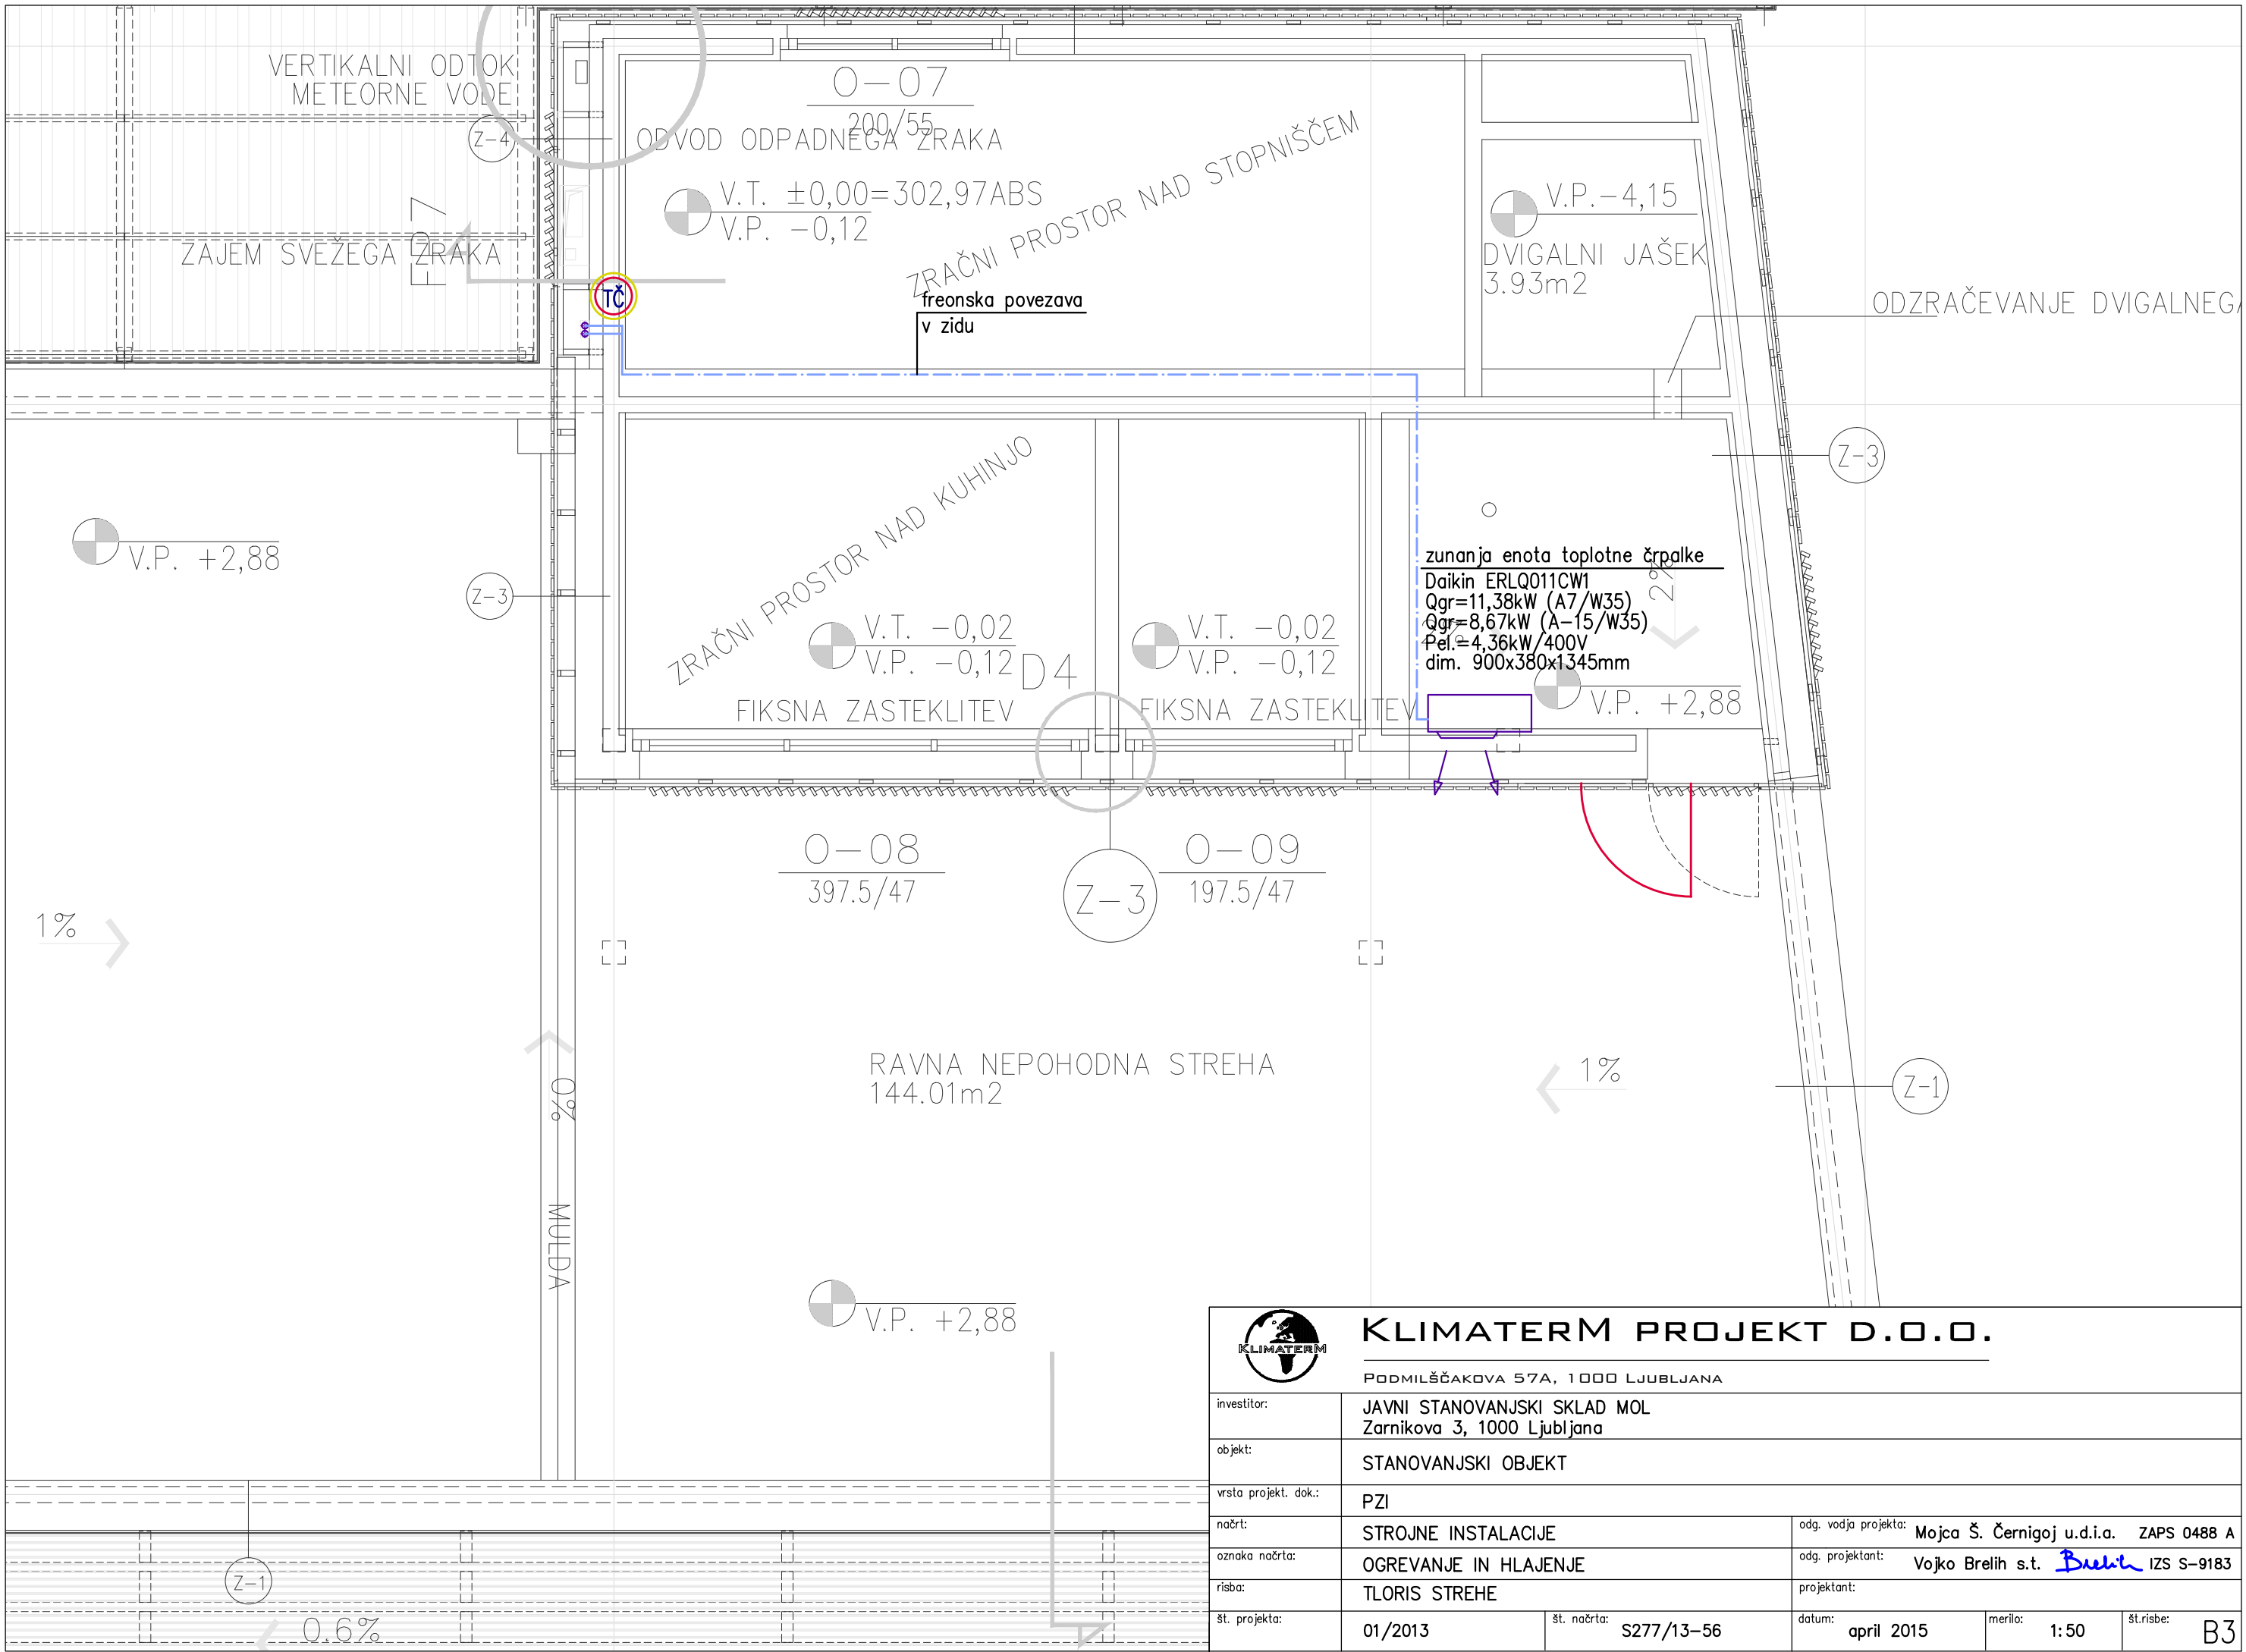 VERTIKALNI ODTOK
METEORNE VODE
Z-4
O-07
200/55
ODVOD ODPADNEGA ZRAKA
ZRAČNI PROSTOR NAD STOPNIŠČEM
V.T. ±0,00=302,97ABS
V.P. -0,12
V.P.-4,15
DVIGALNI JAŠEK
3.93m2
ZAJEM SVEŽEGA ZRAKA
TČ
freonska povezava
v zidu
ODZRAČEVANJE DVIGALNEGA
Z-3
ZRAČNI PROSTOR NAD KUHINJO
V.P. +2,88
Z-3
zunanja enota toplotne črpalke
Daikin ERLQ011CW1
Qgr=11,38kW (A7/W35)
Qgr=8,67kW (A-15/W35)
Pel.=4,36kW/400V
dim. 900x380x1345mm
2%
V.T. -0,02
V.P. -0,12
D4
V.T. -0,02
V.P. -0,12
V.P. +2,88
FIKSNA ZASTEKLITEV
FIKSNA ZASTEKLITEV
O-08
397.5/47
Z-3
O-09
197.5/47
1%
RAVNA NEPOHODNA STREHA
144.01m2
1%
Z-1
0%
MULDA
V.P. +2,88
Z-1
0.6%
KLIMATERM
KLIMATERM PROJEKT D.O.O.
PODMILŠČAKOVA 57A, 1000 LJUBLJANA
investitor: JAVNI STANOVANJSKI SKLAD MOL
Zarnikova 3, 1000 Ljubljana
objekt: STANOVANJSKI OBJEKT
vrsta projekt. dok.: PZI
načrt: STROJNE INSTALACIJE odg. vodja projekta: Mojca Š. Černigoj u.d.i.a. ZAPS 0488 A
oznaka načrta: OGREVANJE IN HLAJENJE odg. projektant: Vojko Brelih s.t. Brelih IZS S-9183
risba: TLORIS STREHE projektant:
št. projekta: 01/2013 št. načrta: S277/13-56 datum: april 2015 merilo: 1:50 št.risbe: B3